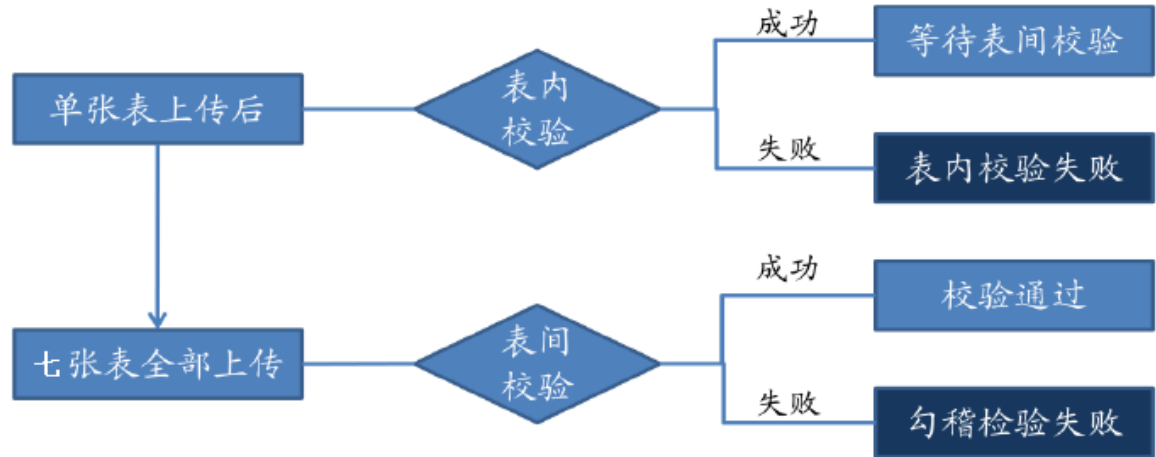 成功
等待表间校验
单张表上传后
表内
校验
失败
表内校验失败
成功
校验通过
七张表全部上传
表间
校验
失败
勾稽检验失败